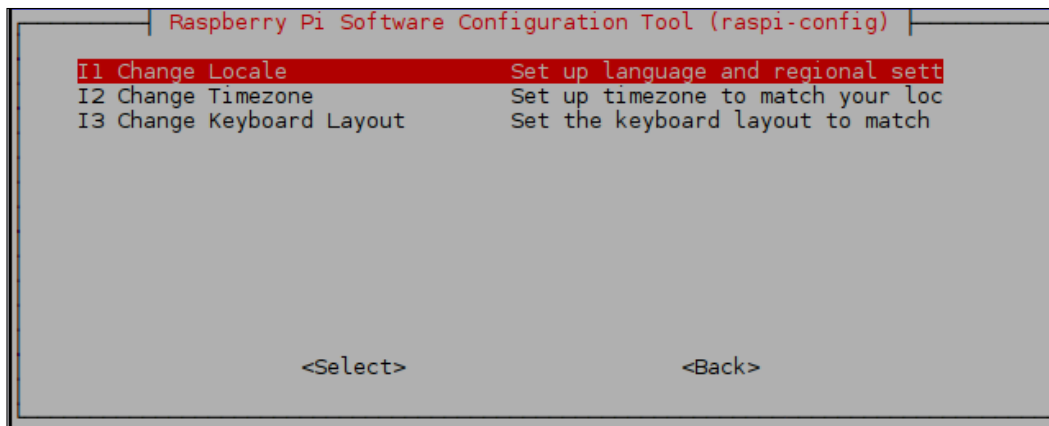 Raspberry Pi Software Configuration Tool (raspi-config)
I1 Change Locale Set up language and regional sett
I2 Change Timezone Set up timezone to match your loc
I3 Change Keyboard Layout Set the keyboard layout to match
<Select> <Back>